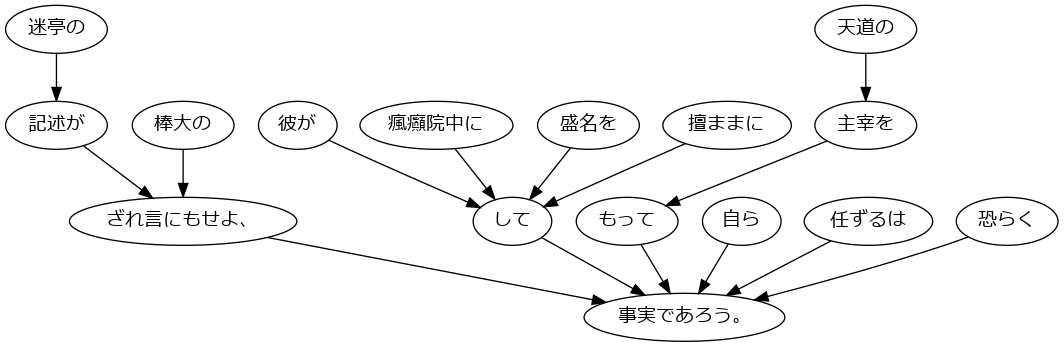 迷亭の
天道の
記述が
棒大の
彼が
瘋癲院中に
盛名を
擅ままに
主宰を
ざれ言にもせよ、
して
もって
自ら
任ずるは
恐らく
事実であろう。